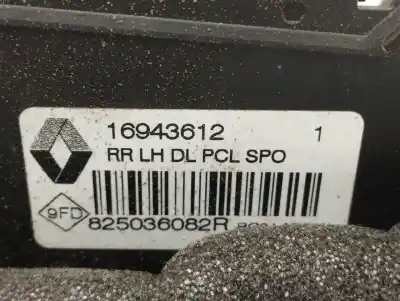 16943612 1
RR LH DL PCL SPO
9FD
825036082R